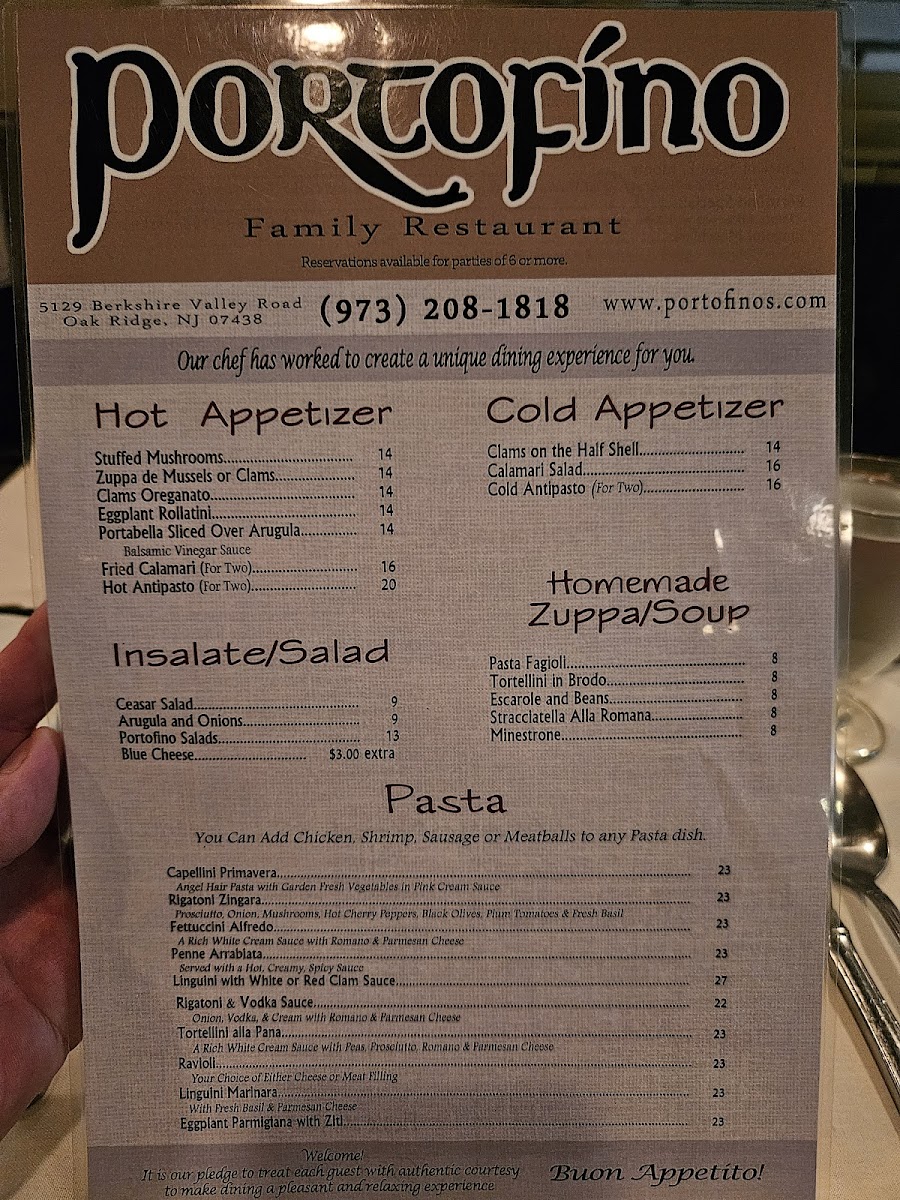 Portofino
Family Restaurant
Reservations available for parties of 6 or more.
5129 Berkshire Valley Road
Oak Ridge, NJ 07438
(973) 208-1818
www.portofinos.com
Our chef has worked to create a unique dining experience for you.
Hot Appetizer
Stuffed Mushrooms 14
Zuppa de Mussels or Clams 14
Clams Oreganato 14
Eggplant Rollatini 14
Portabella Sliced Over Arugula 14
Balsamic Vinegar Sauce
Fried Calamari (For Two) 16
Hot Antipasto (For Two) 20
Cold Appetizer
Clams on the Half Shell 14
Calamari Salad 16
Cold Antipasto (For Two) 16
Insalate/Salad
Ceasar Salad 9
Arugula and Onions 9
Portofino Salads 13
Blue Cheese $3.00 extra
Homemade
Zuppa/Soup
Pasta Fagioli 8
Tortellini in Brodo 8
Escarole and Beans 8
Stracciatella Alla Romana 8
Minestrone 8
Pasta
You Can Add Chicken, Shrimp, Sausage or Meatballs to any Pasta dish.
Capellini Primavera 23
Angel Hair Pasta with Garden Fresh Vegetables in Pink Cream Sauce
Rigatoni Zingara 23
Prosciutto, Onion, Mushrooms, Hot Cherry Peppers, Black Olives, Plum Tomatoes & Fresh Basil
Fettuccini Alfredo 23
A Rich White Cream Sauce with Romano & Parmesan Cheese
Penne Arrabiata 23
Served with a Hot, Creamy, Spicy Sauce
Linguini with White or Red Clam Sauce 27
Rigatoni & Vodka Sauce 22
Onion, Vodka, & Cream with Romano & Parmesan Cheese
Tortellini alla Pana 23
A Rich White Cream Sauce with Peas, Prosciutto, Romano & Parmesan Cheese
Ravioli 23
Your Choice of Either Cheese or Meat Filling
Linguini Marinara 23
With Fresh Basil & Parmesan Cheese
Eggplant Parmigiana with Ziti 23
Welcome!
It is our pledge to treat each guest with authentic courtesy
to make dining a pleasant and relaxing experience
Buon Appetito!